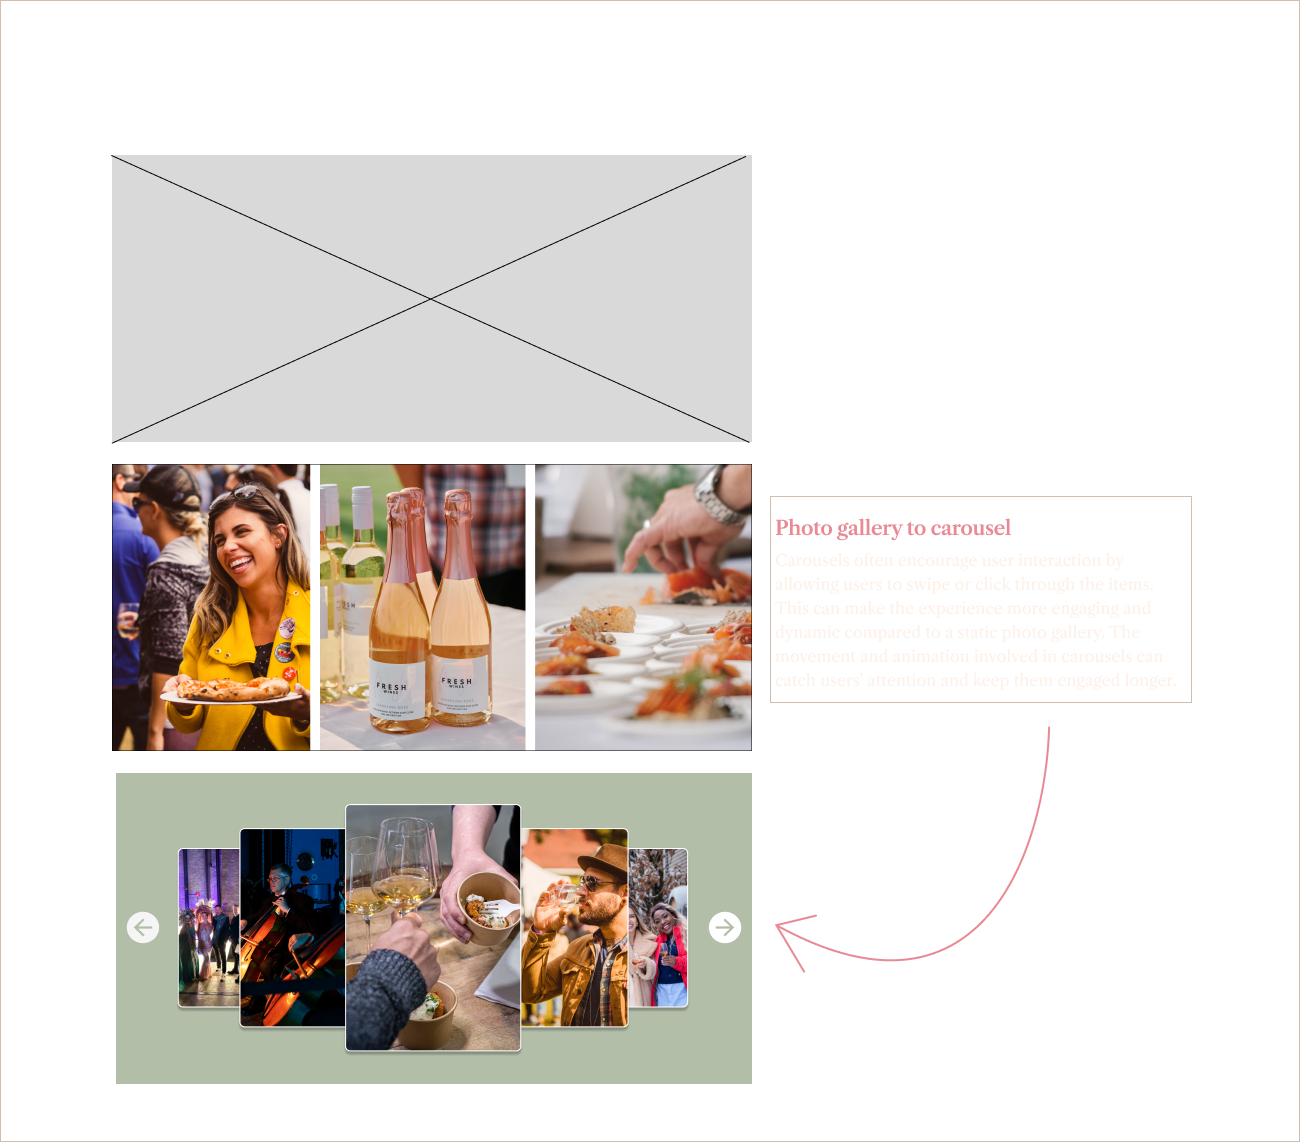 FRESH
WINES
FRESH
WINES
Photo gallery to carousel
Carousels often encourage user interaction by
allowing users to swipe or click through the items.
This can make the experience more engaging and
dynamic compared to a static photo gallery. The
movement and animation involved in carousels can
catch users' attention and keep them engaged longer.